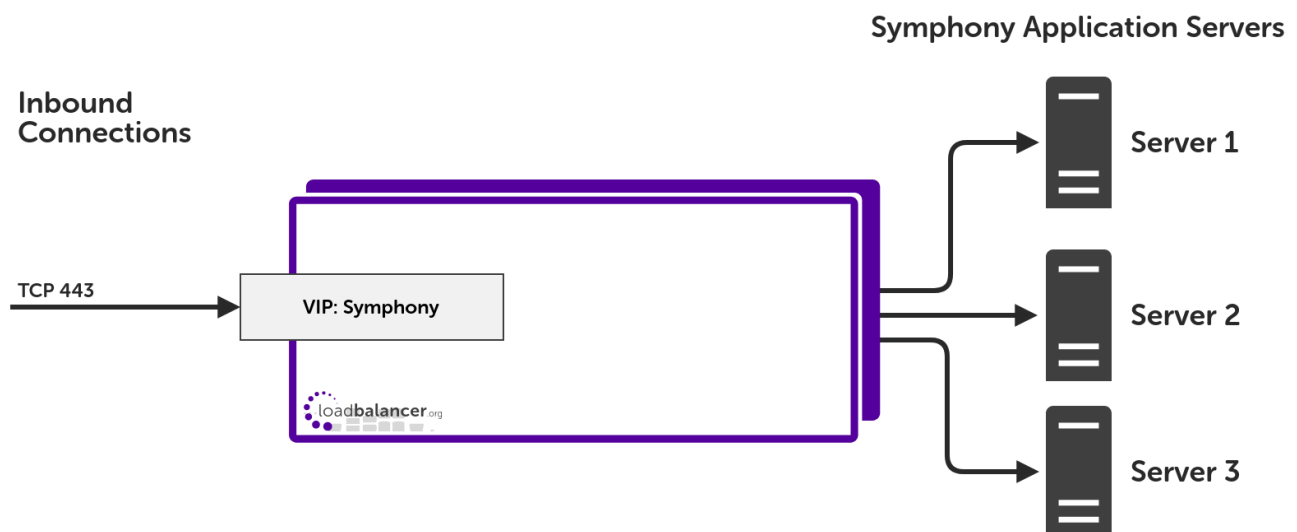 Symphony Application Servers
Inbound
Connections
Server 1
TCP 443
VIP: Symphony
Server 2
loadbalancer.org
Server 3